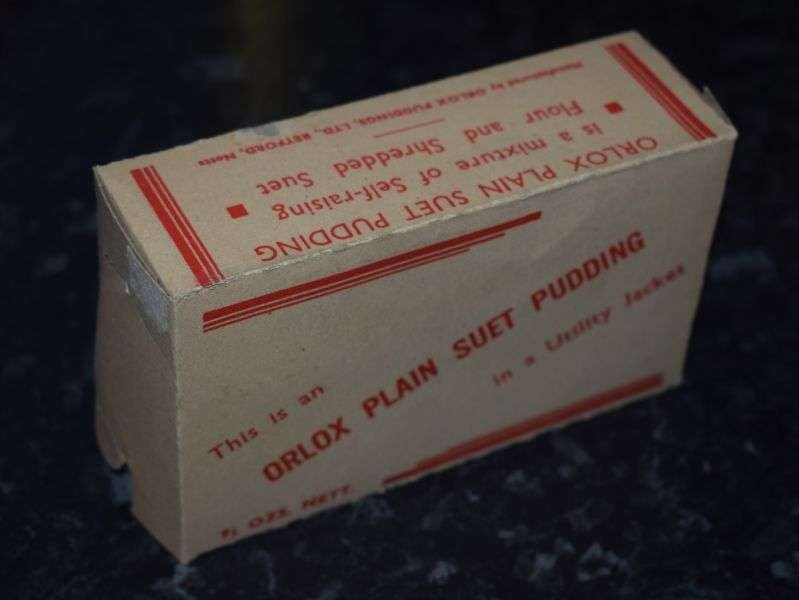 ORLOX PLAIN SUET PUDDING
is a mixture of Self-raising
Flour and Shredded Suet
Manufactured by ORLOX PUDDINGS, LTD., RETFORD, Notts
This is an
ORLOX PLAIN SUET PUDDING
in a Utility Jacket
OZS. NETT.